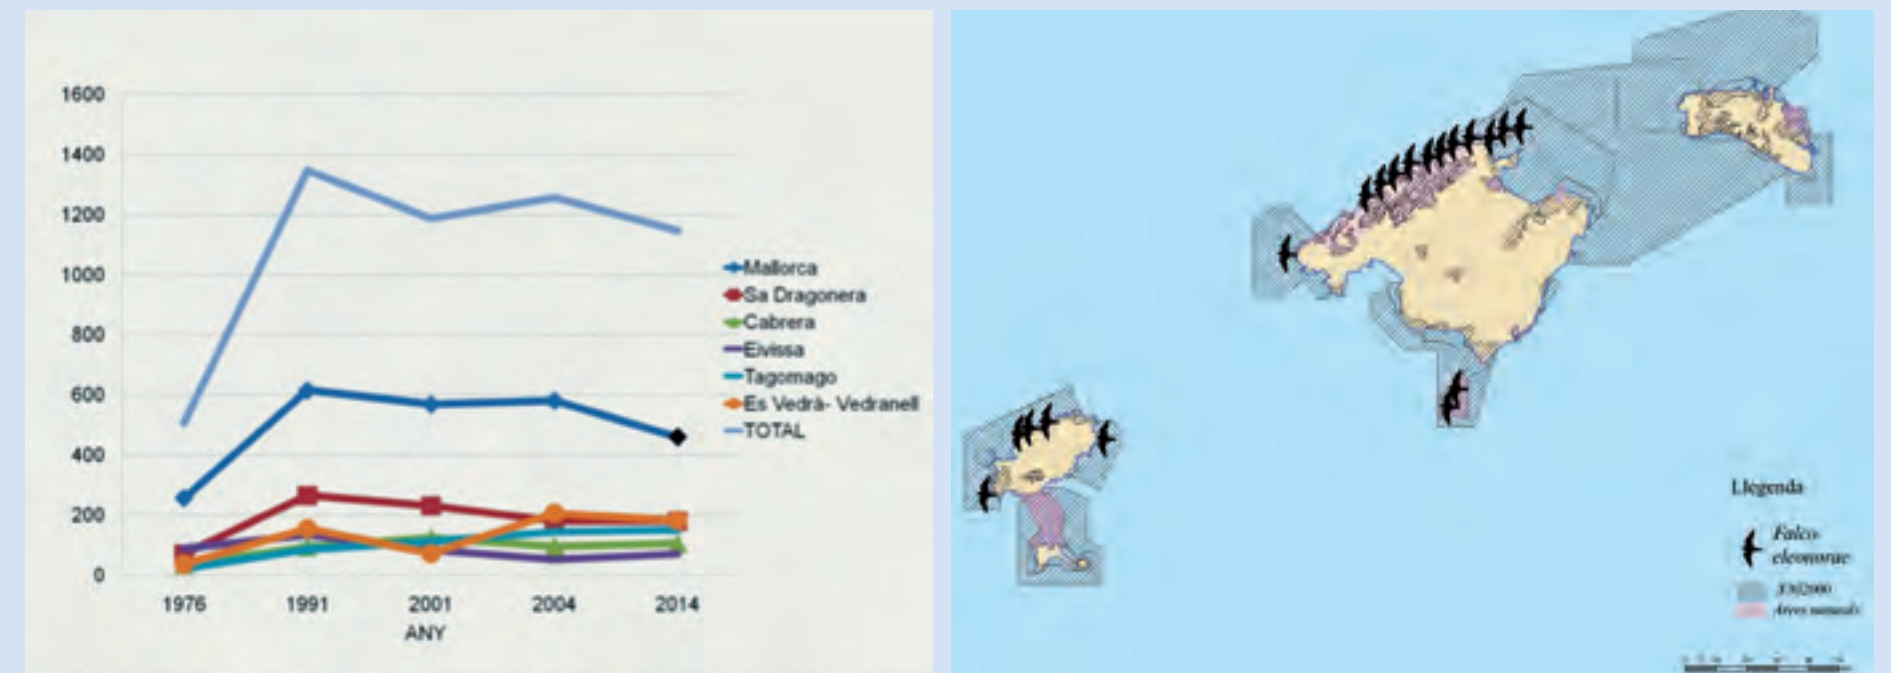 1600
1400
1200
1000
800
600
400
200
0
1976 1991 2001 2004 2014
ANY
Mallorca
Sa Dragonera
Cabrera
Eivissa
Tagomago
Es Vedrà- Vedranell
TOTAL
Llegenda
Falco
eleonorae